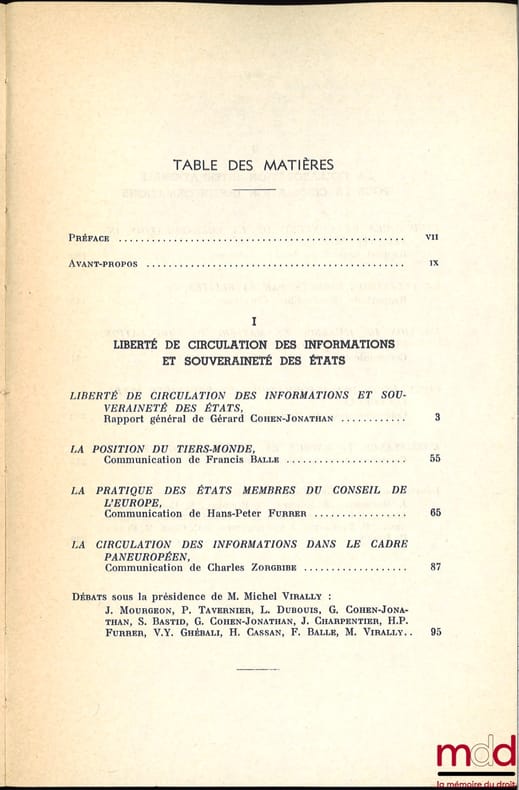 TABLE DES MATIÈRES
PRÉFACE ........ VII
AVANT-PROPOS ........ IX
I
LIBERTÉ DE CIRCULATION DES INFORMATIONS
ET SOUVERAINETÉ DES ÉTATS
LIBERTÉ DE CIRCULATION DES INFORMATIONS ET SOU-
VERAINETÉ DES ÉTATS,
Rapport général de Gérard COHEN-JONATHAN ............ 3
LA POSITION DU TIERS-MONDE,
Communication de Francis BALLE ..................... 55
LA PRATIQUE DES ÉTATS MEMBRES DU CONSEIL DE
L'EUROPE,
Communication de Hans-Peter FURRER ................. 65
LA CIRCULATION DES INFORMATIONS DANS LE CADRE
PANEUROPÉEN,
Communication de Charles ZORGBIBE .................. 87
DÉBATS sous la présidence de M. Michel VIRALLY :
J. MOURGEON, P. TAVERNIER, L. DUBOUIS, G. COHEN-JONA-
THAN, S. BASTID, G. COHEN-JONATHAN, J. CHARPENTIER, H.P.
FURRER, V.Y. GHÉBALI, H. CASSAN, F. BALLE, M. VIRALLY.. 95
mdd
la mémoire du droit